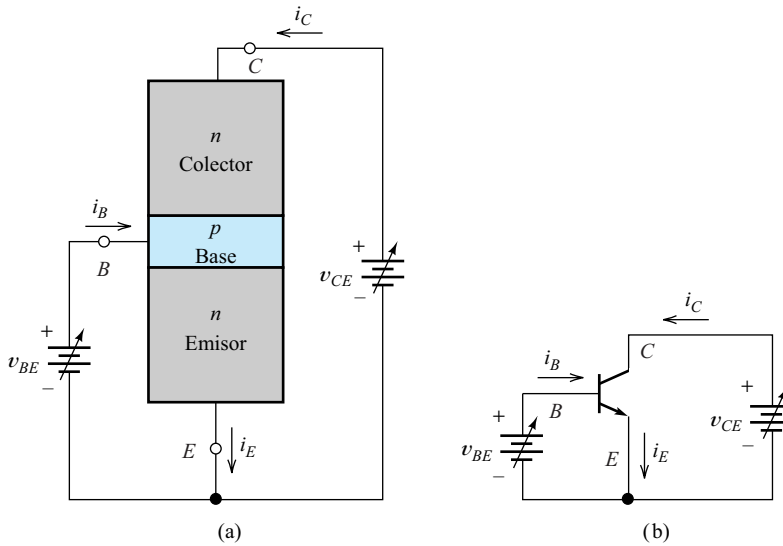 i_C
C
n
Colector
i_B
p
Base
B
n
Emisor
+
v_CE
−
+
v_BE
−
E
i_E
(a)
i_C
C
i_B
B
+
v_BE
−
+
v_CE
−
E
i_E
(b)